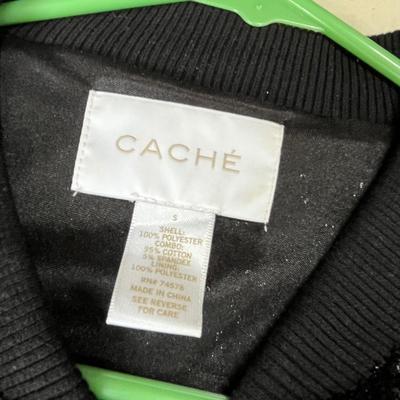 CACHÉ
S
SHELL:
100% POLYESTER
COMBO:
95% COTTON
5% SPANDEX
LINING:
100% POLYESTER
RN# 74578
MADE IN CHINA
SEE REVERSE
FOR CARE